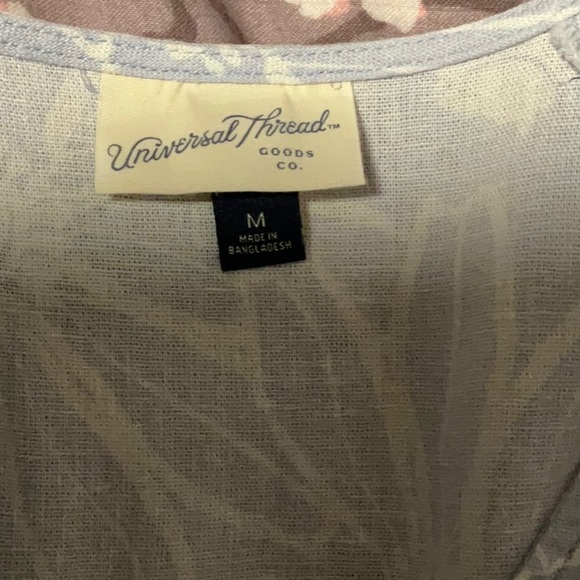 Universal Thread™
GOODS
CO.
M
MADE IN
BANGLADESH